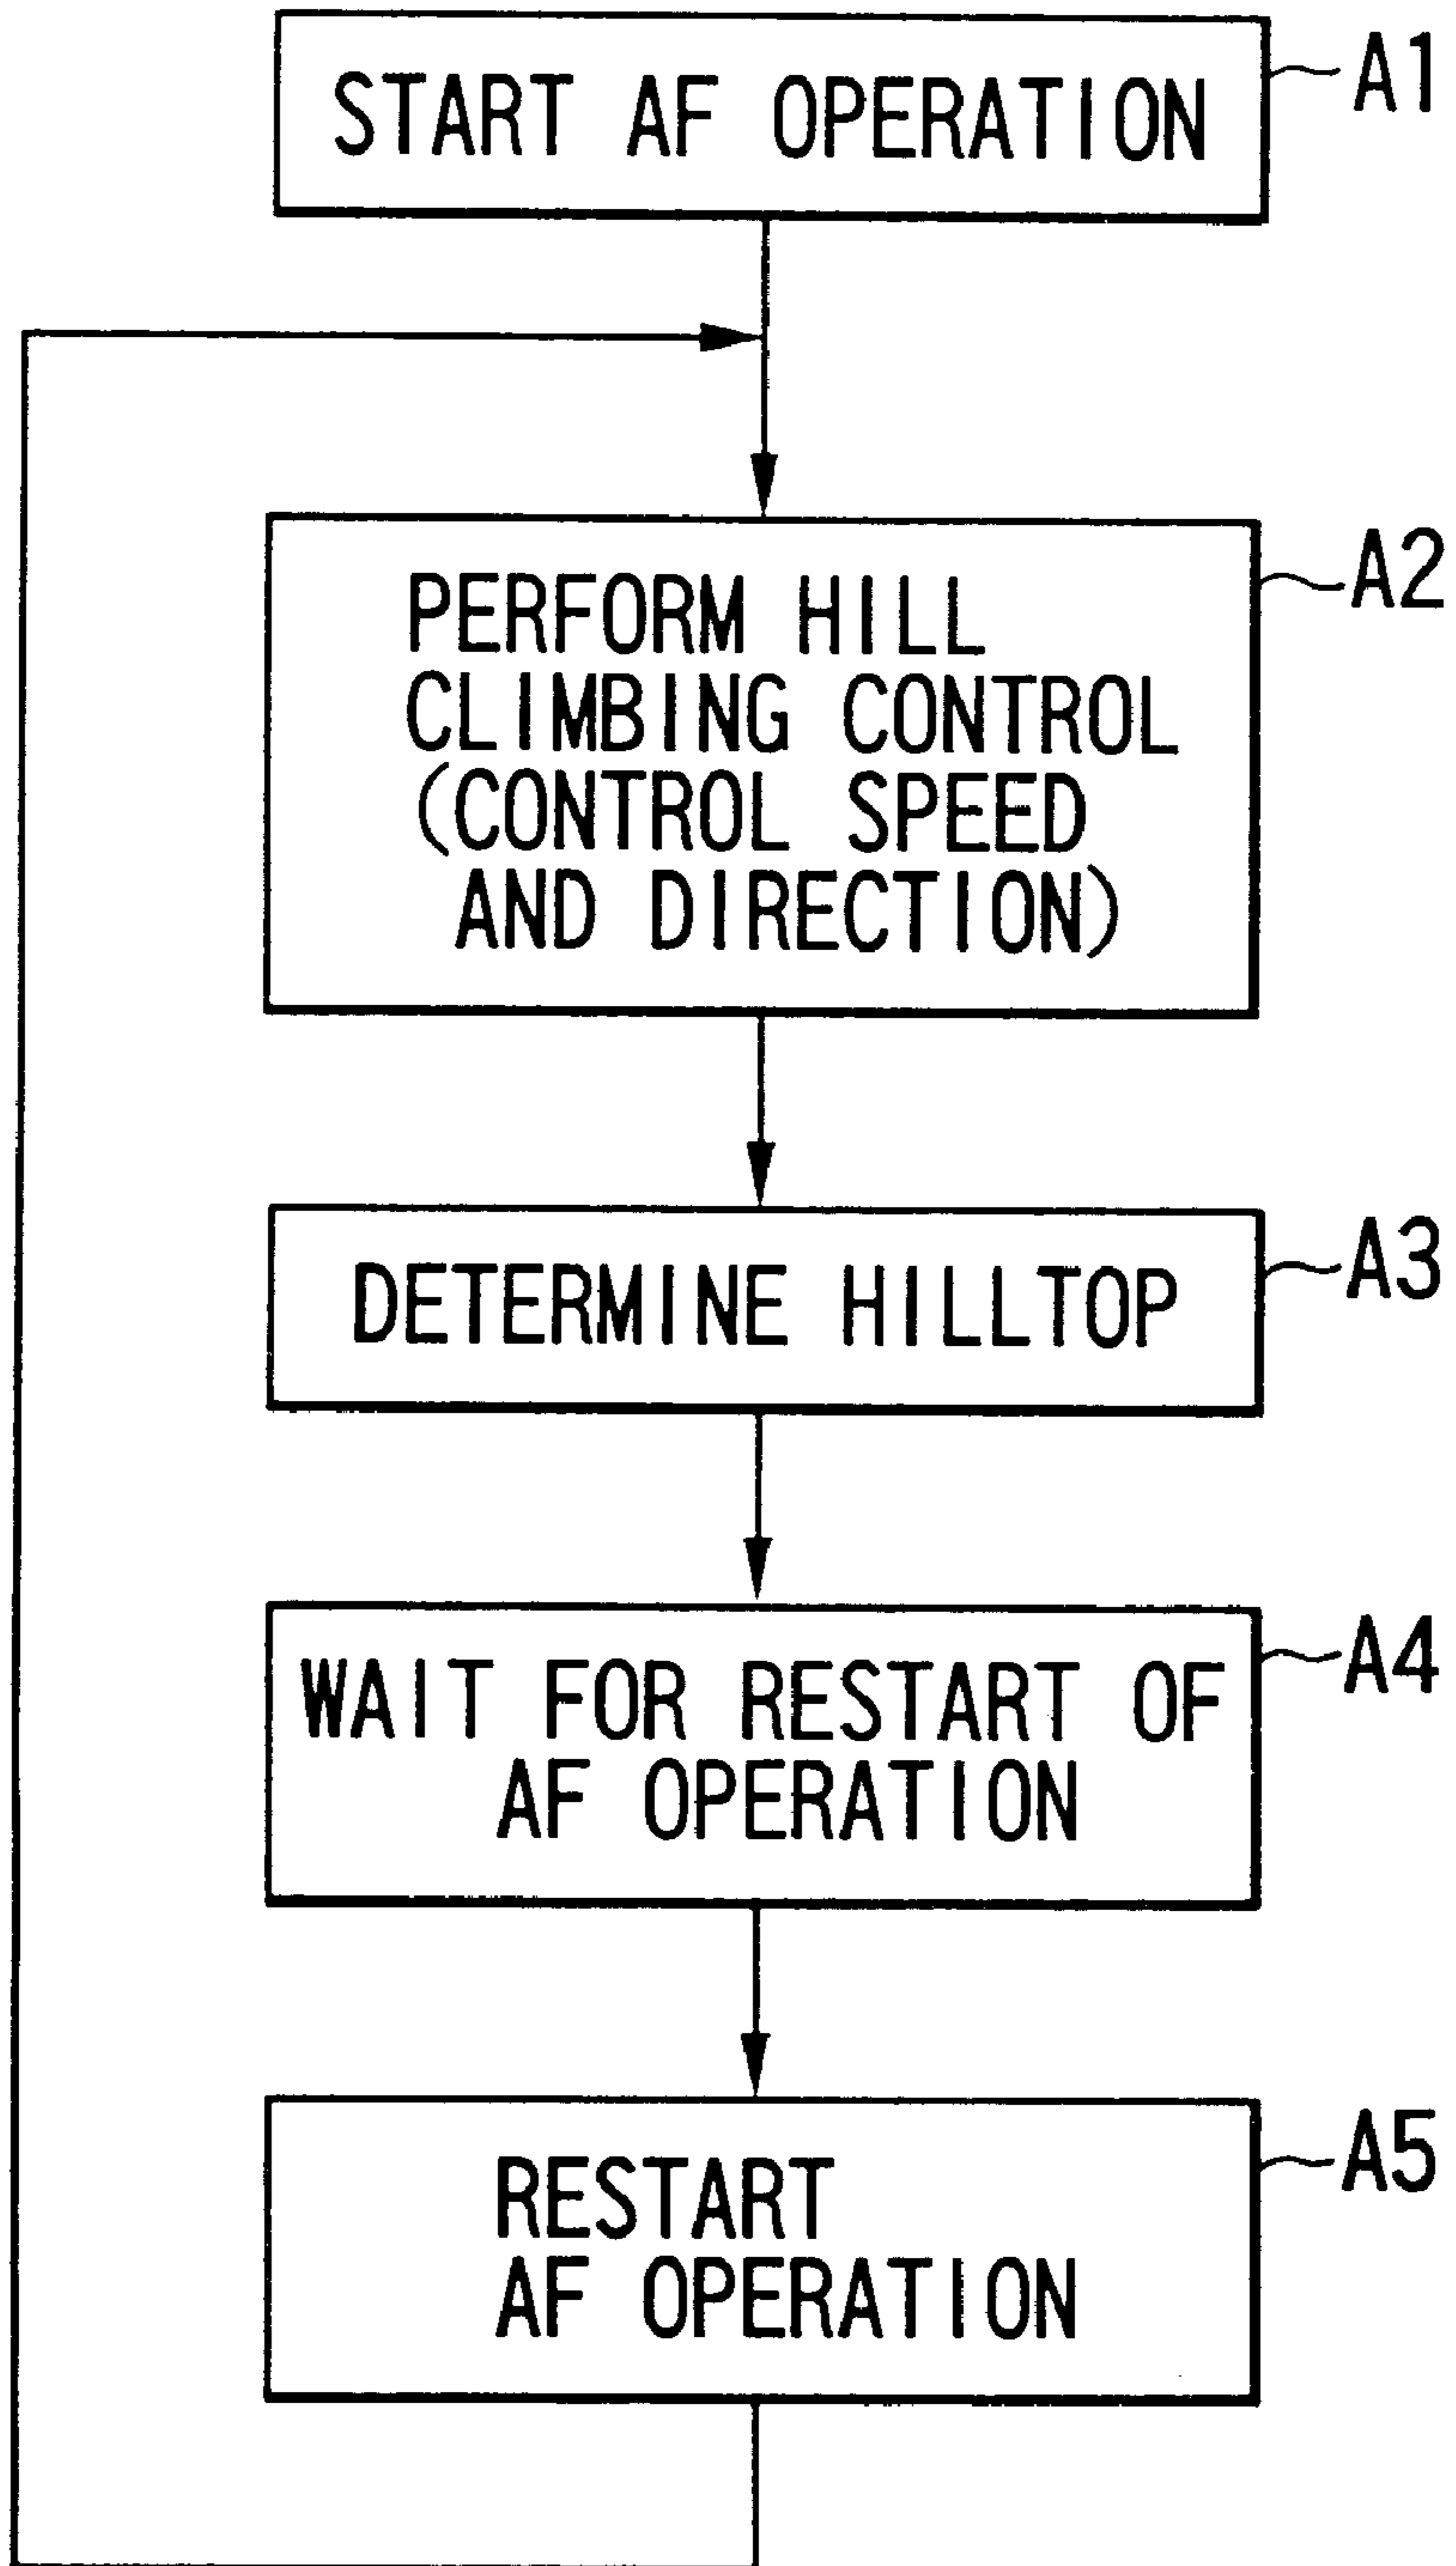 START AF OPERATION
A1
PERFORM HILL
CLIMBING CONTROL
(CONTROL SPEED
AND DIRECTION)
A2
DETERMINE HILLTOP
A3
WAIT FOR RESTART OF
AF OPERATION
A4
RESTART
AF OPERATION
A5